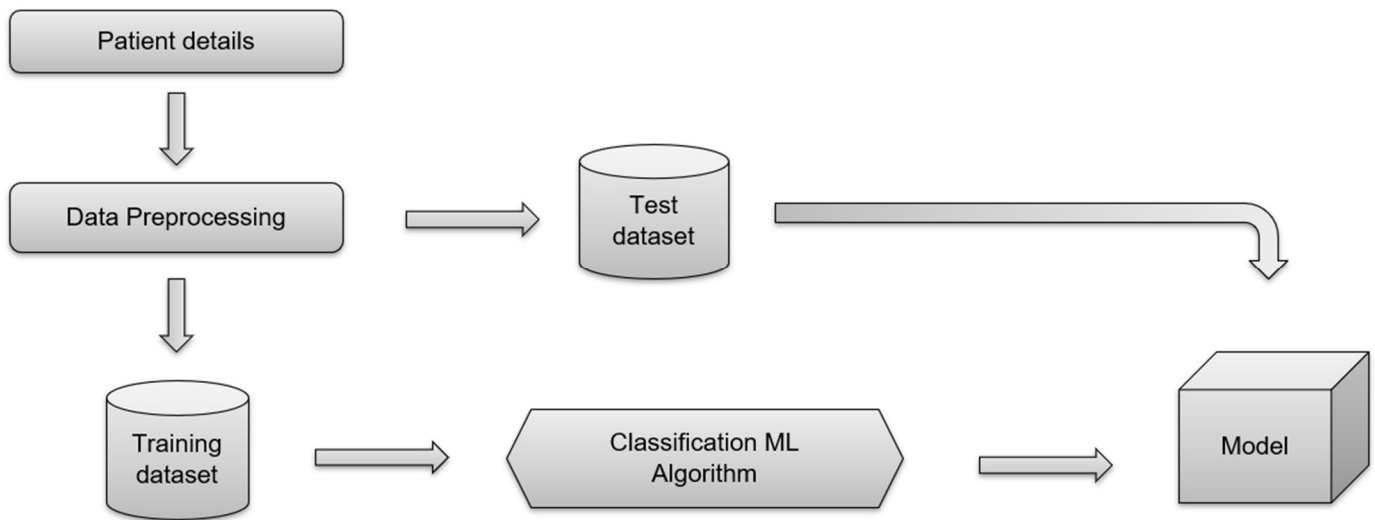 Patient details
Data Preprocessing
Test
dataset
Training
dataset
Classification ML
Algorithm
Model